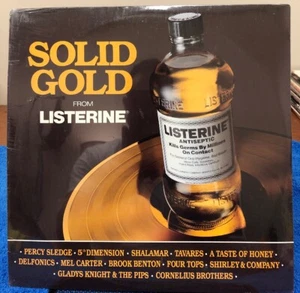 SOLID
GOLD
FROM
LISTERINE®
LISTERINE
LISTERINE
ANTISEPTIC
Kills Germs By Millions
On Contact
• PERCY SLEDGE • 5th DIMENSION • SHALAMAR • TAVARES • A TASTE OF HONEY •
DELFONICS • MEL CARTER • BROOK BENTON • FOUR TOPS • SHIRLEY & COMPANY •
GLADYS KNIGHT & THE PIPS • CORNELIUS BROTHERS •